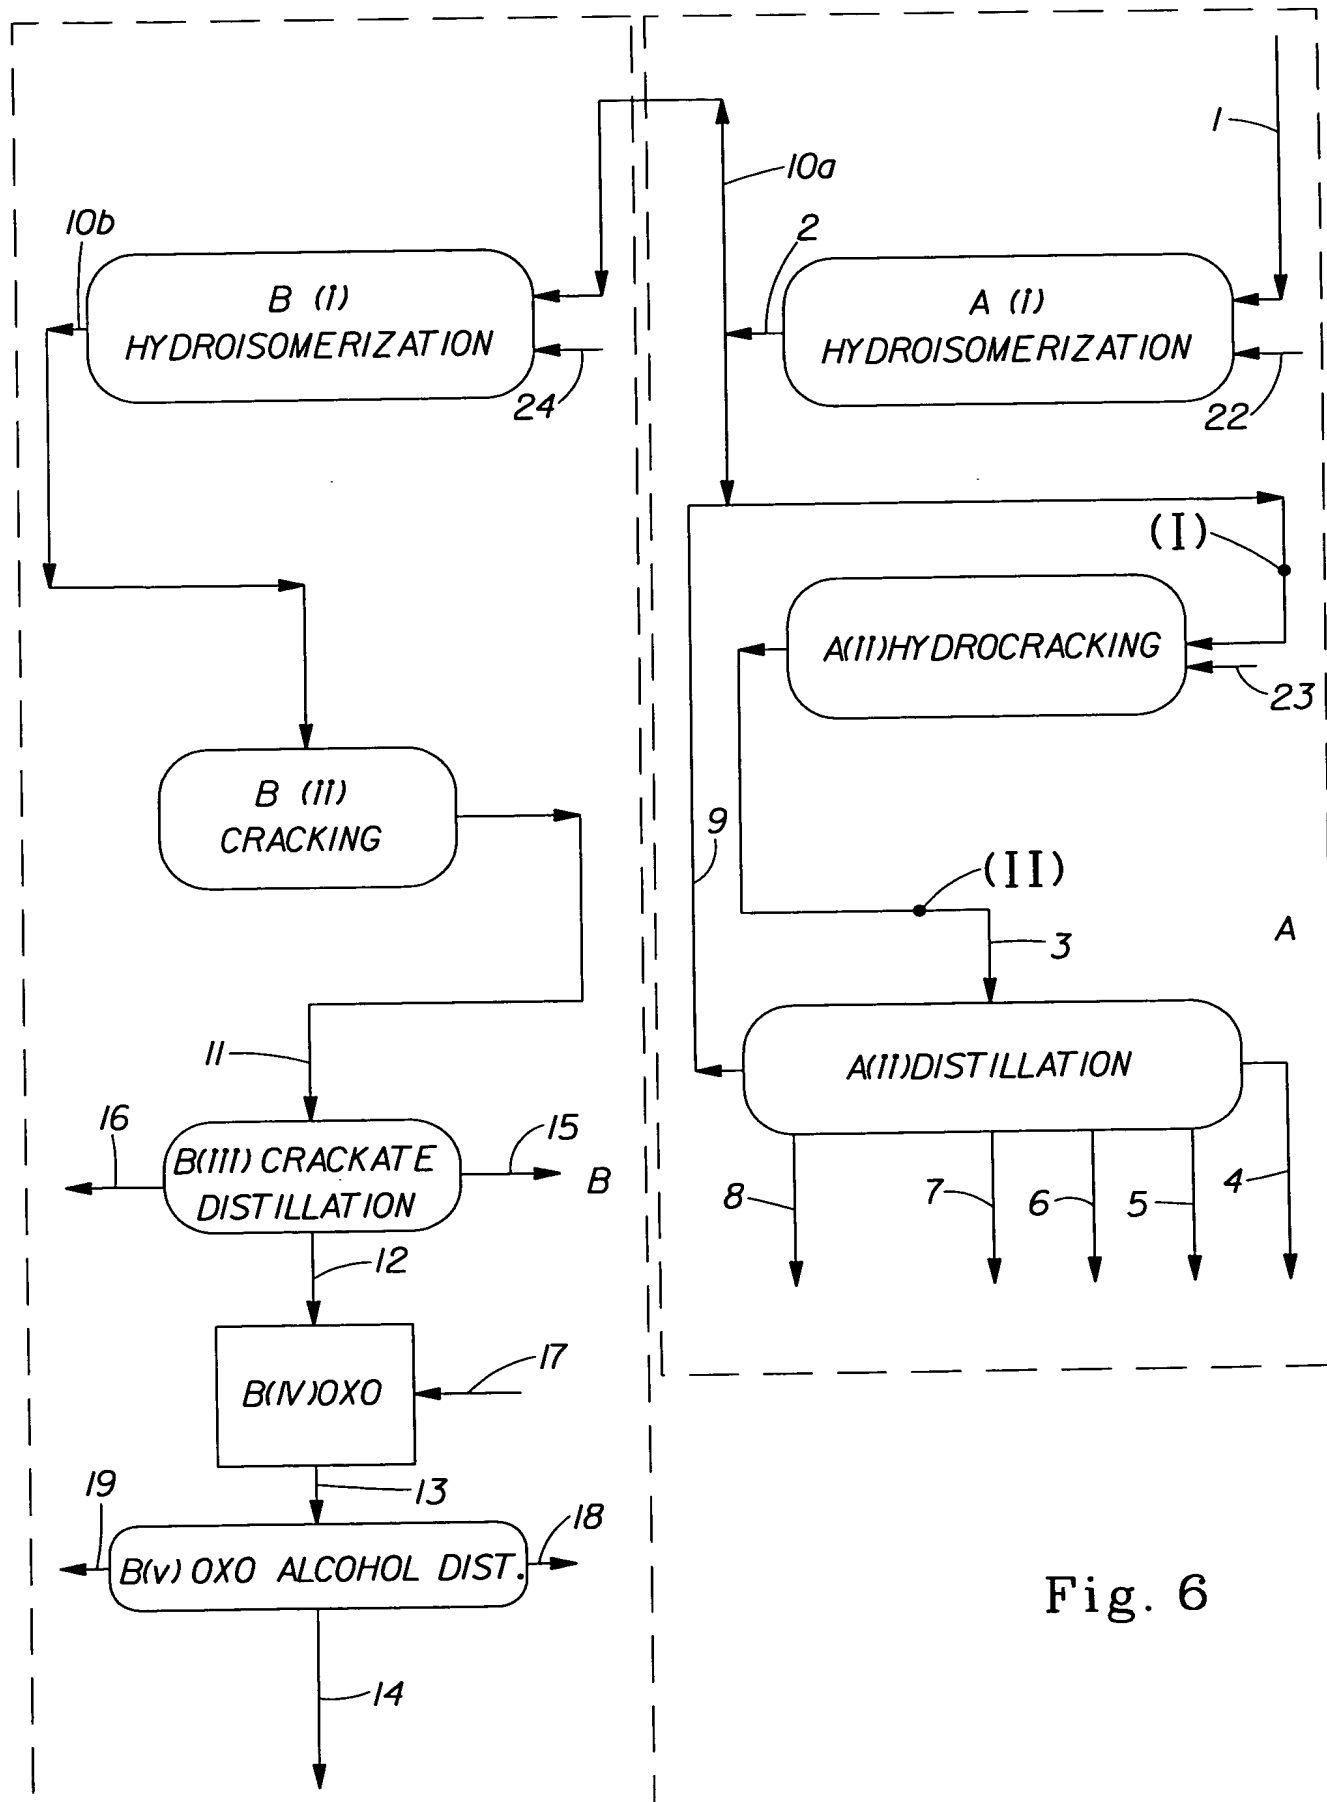 1
10a
2
10b
B (i)
HYDROISOMERIZATION
24
A (i)
HYDROISOMERIZATION
22
(I)
A(ii)HYDROCRACKING
23
B (ii)
CRACKING
9
(II)
A
3
11
A(ii)DISTILLATION
16
15
B(iii) CRACKATE
DISTILLATION
B
8
7
6
5
4
12
17
B(IV)OXO
13
19
18
B(v) OXO ALCOHOL DIST.
14
Fig. 6